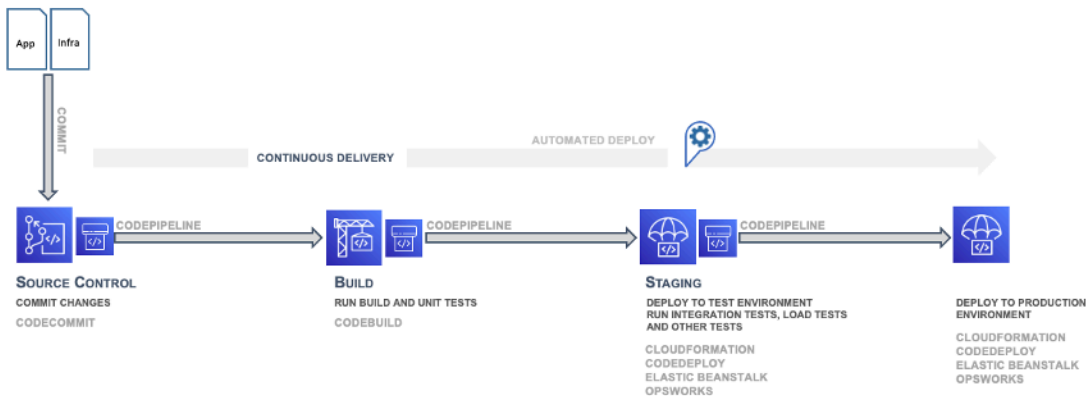 App
Infra
COMMIT
AUTOMATED DEPLOY
CONTINUOUS DELIVERY
CODEPIPELINE
CODEPIPELINE
CODEPIPELINE
SOURCE CONTROL
COMMIT CHANGES
CODECOMMIT
BUILD
RUN BUILD AND UNIT TESTS
CODEBUILD
STAGING
DEPLOY TO TEST ENVIRONMENT
RUN INTEGRATION TESTS, LOAD TESTS
AND OTHER TESTS
CLOUDFORMATION
CODEDEPLOY
ELASTIC BEANSTALK
OPSWORKS
DEPLOY TO PRODUCTION
ENVIRONMENT
CLOUDFORMATION
CODEDEPLOY
ELASTIC BEANSTALK
OPSWORKS